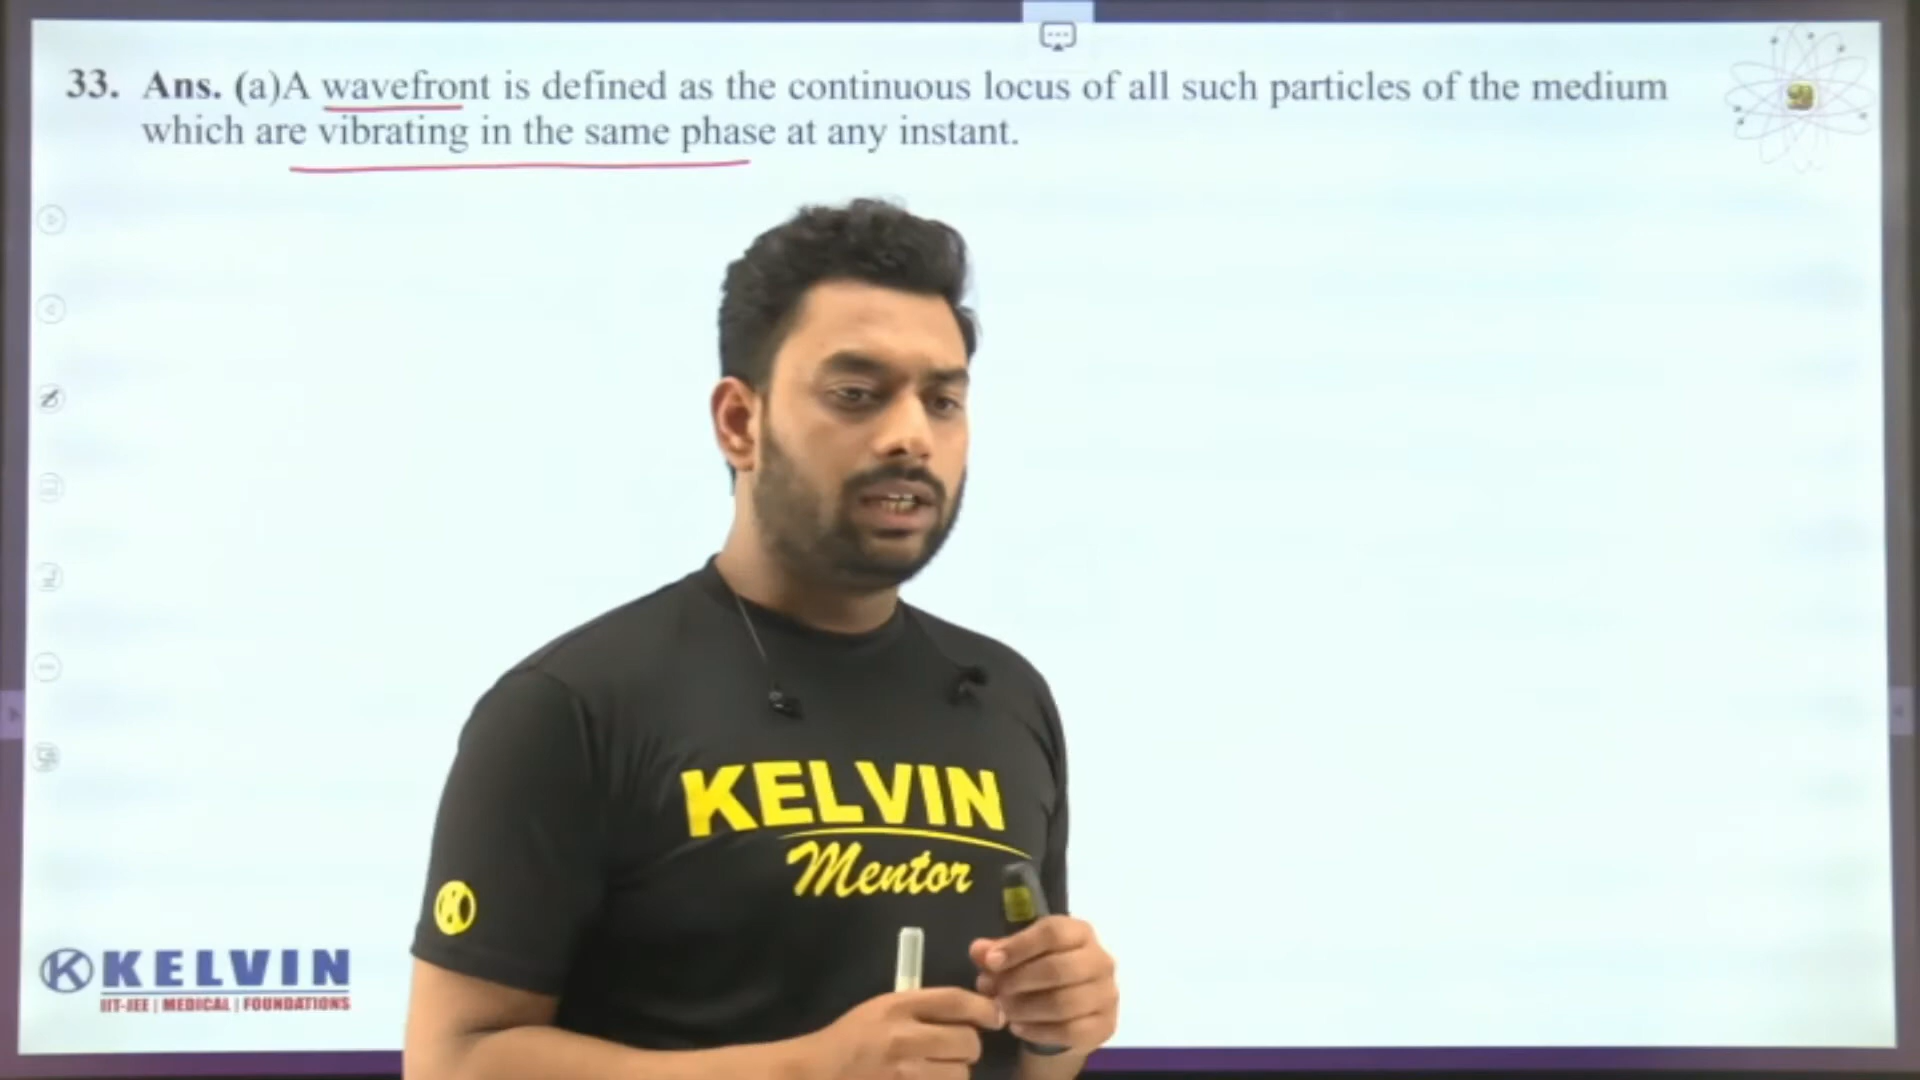 33. Ans. (a)A wavefront is defined as the continuous locus of all such particles of the medium
which are vibrating in the same phase at any instant.
KELVIN
Mentor
K
K KELVIN
IIT-JEE | MEDICAL | FOUNDATIONS